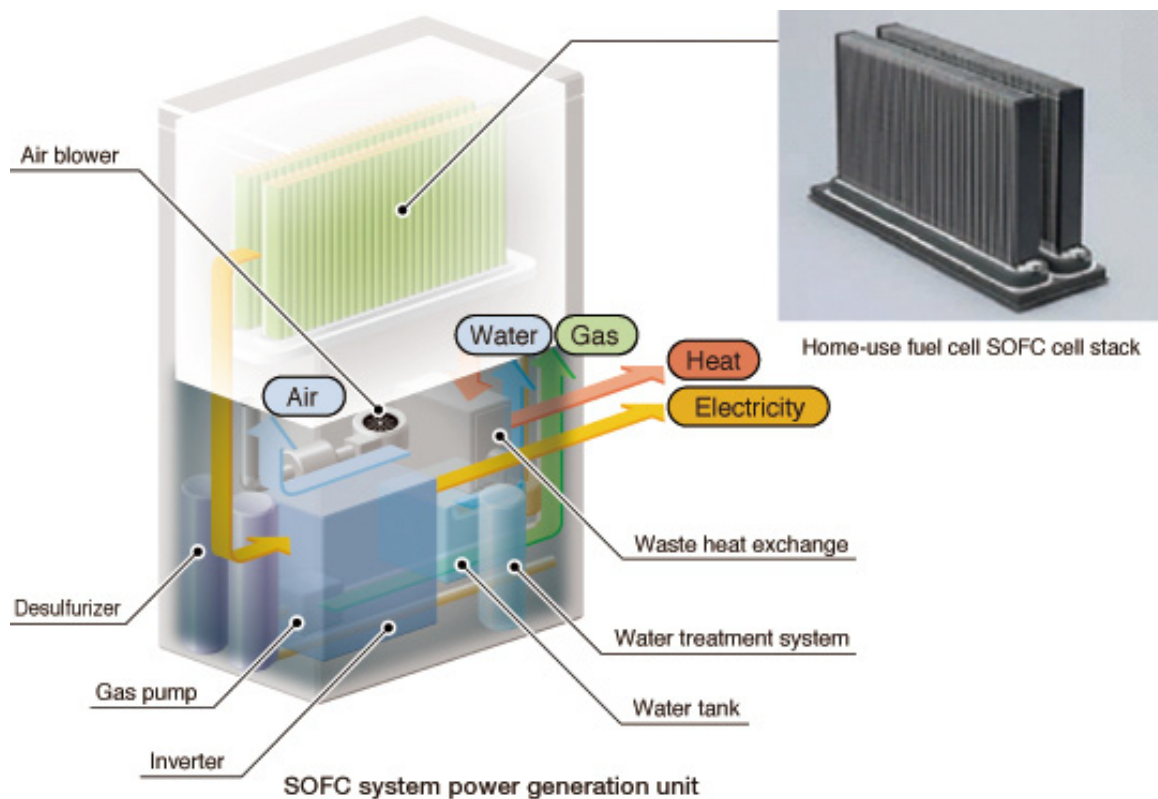 Air blower
Water
Gas
Home-use fuel cell SOFC cell stack
Heat
Air
Electricity
Waste heat exchange
Desulfurizer
Water treatment system
Gas pump
Water tank
Inverter
SOFC system power generation unit